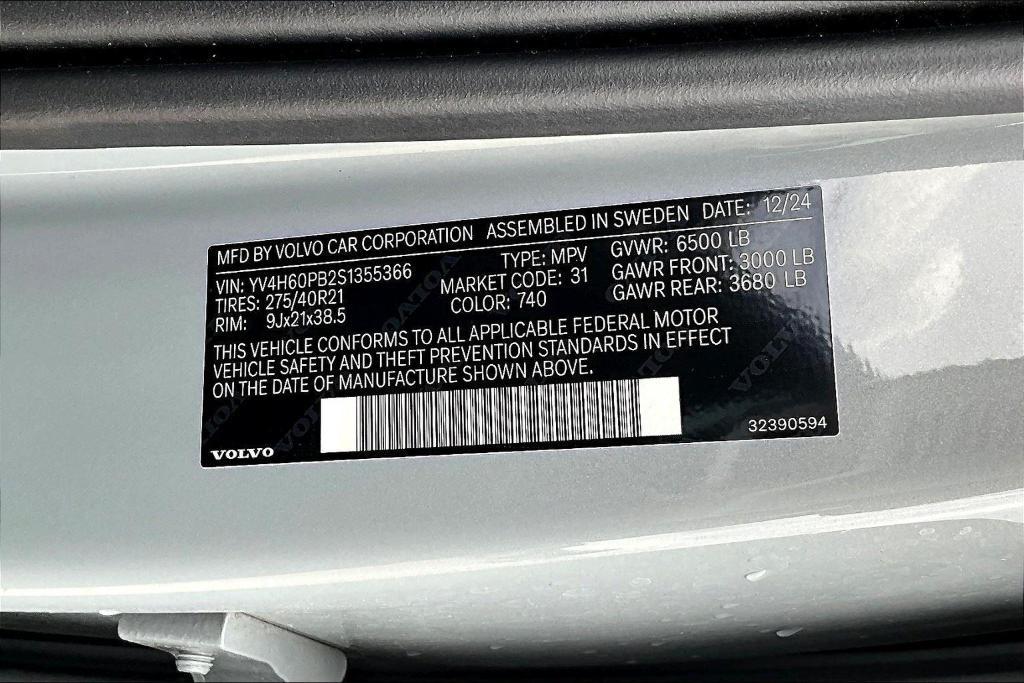 MFD BY VOLVO CAR CORPORATION ASSEMBLED IN SWEDEN DATE: 12/24
VIN: YV4H60PB2S1355366 TYPE: MPV GVWR: 6500 LB
TIRES: 275/40R21 MARKET CODE: 31 GAWR FRONT: 3000 LB
RIM: 9Jx21x38.5 COLOR: 740 GAWR REAR: 3680 LB
THIS VEHICLE CONFORMS TO ALL APPLICABLE FEDERAL MOTOR
VEHICLE SAFETY AND THEFT PREVENTION STANDARDS IN EFFECT
ON THE DATE OF MANUFACTURE SHOWN ABOVE.
VOLVO 32390594